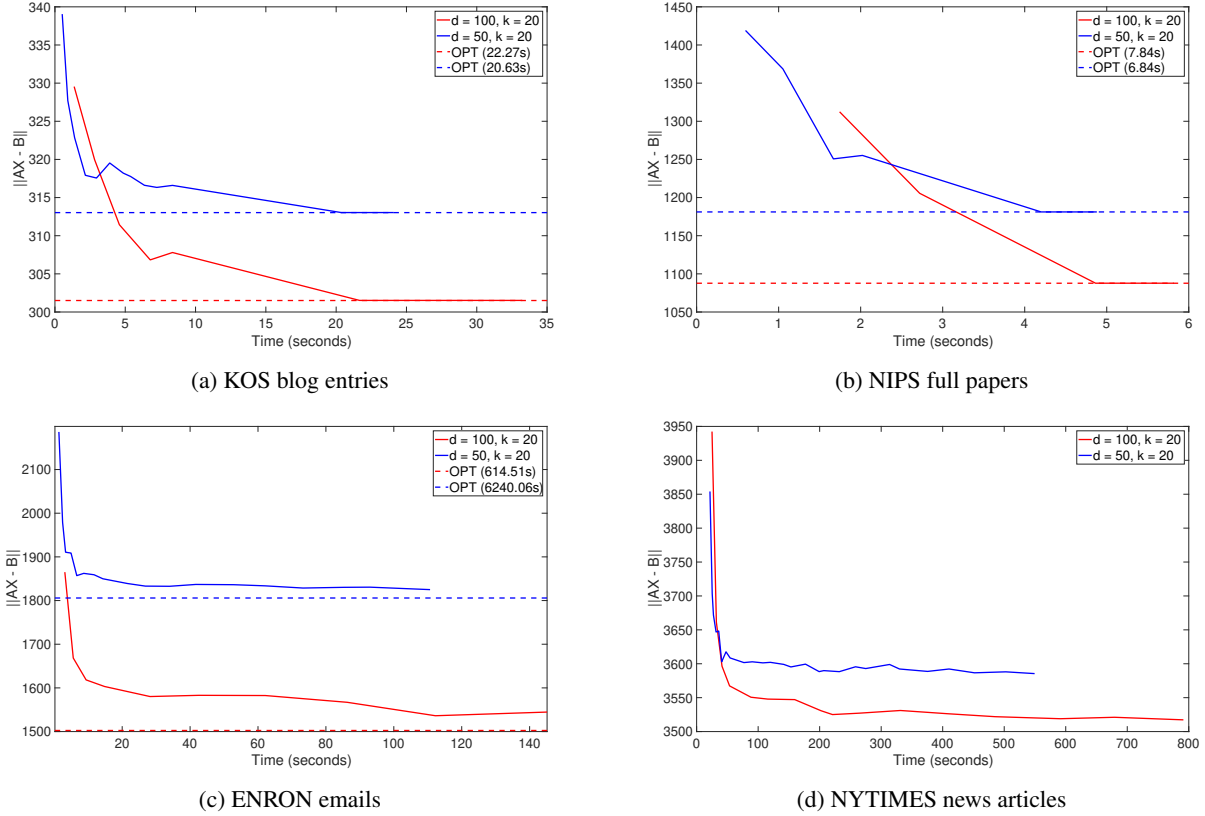 340
335
330
325
320
315
310
305
300
||AX - B||
0 5 10 15 20 25 30 35
Time (seconds)
d = 100, k = 20
d = 50, k = 20
OPT (22.27s)
OPT (20.63s)
(a) KOS blog entries
1450
1400
1350
1300
1250
1200
1150
1100
1050
||AX - B||
0 1 2 3 4 5 6
Time (seconds)
d = 100, k = 20
d = 50, k = 20
OPT (7.84s)
OPT (6.84s)
(b) NIPS full papers
2100
2000
1900
1800
1700
1600
1500
||AX - B||
20 40 60 80 100 120 140
Time (seconds)
d = 100, k = 20
d = 50, k = 20
OPT (614.51s)
OPT (6240.06s)
(c) ENRON emails
3950
3900
3850
3800
3750
3700
3650
3600
3550
3500
||AX - B||
0 100 200 300 400 500 600 700 800
Time (seconds)
d = 100, k = 20
d = 50, k = 20
(d) NYTIMES news articles